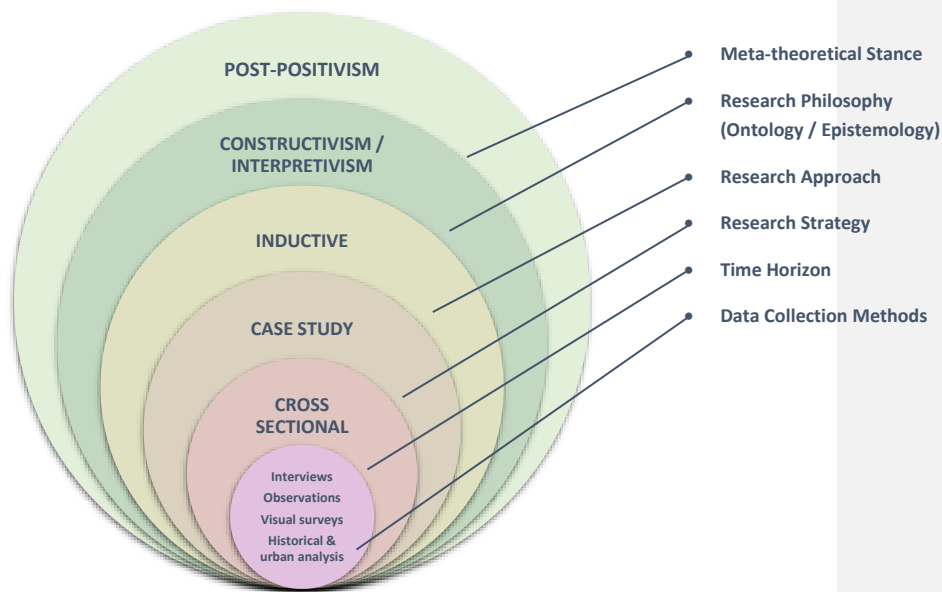 POST-POSITIVISM
CONSTRUCTIVISM /
INTERPRETIVISM
INDUCTIVE
CASE STUDY
CROSS
SECTIONAL
Interviews
Observations
Visual surveys
Historical &
urban analysis
Meta-theoretical Stance
Research Philosophy
(Ontology / Epistemology)
Research Approach
Research Strategy
Time Horizon
Data Collection Methods